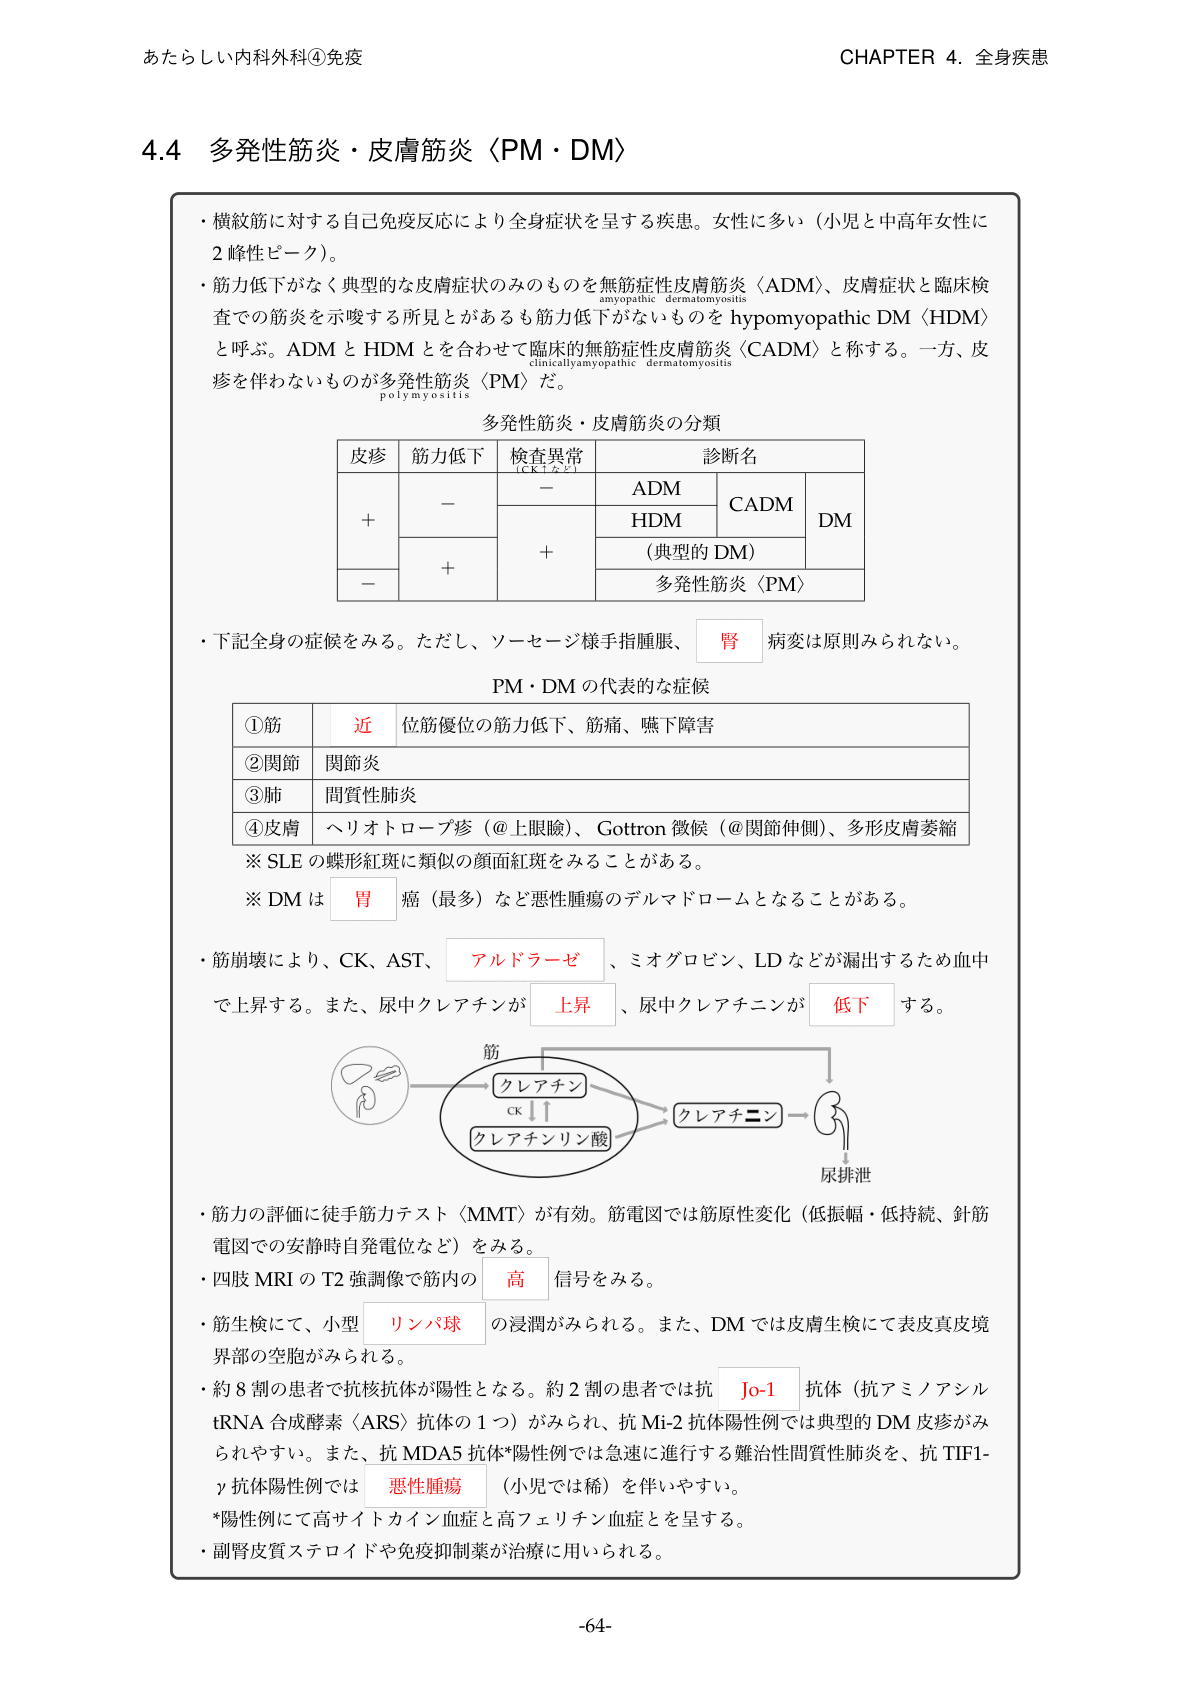 あたらしい内科外科④免疫
CHAPTER 4. 全身疾患
4.4 多発性筋炎・皮膚筋炎〈PM・DM〉
・横紋筋に対する自己免疫反応により全身症状を呈する疾患。女性に多い（小児と中高年女性に
2 峰性ピーク）。
・筋力低下がなく典型的な皮膚症状のみのものを無筋症性皮膚筋炎〈ADM〉、皮膚症状と臨床検
amyopathic dermatomyositis
査での筋炎を示唆する所見とがあるも筋力低下がないものを hypomyopathic DM〈HDM〉
と呼ぶ。ADM と HDM とを合わせて臨床的無筋症性皮膚筋炎〈CADM〉と称する。一方、皮
clinicallyamyopathic dermatomyositis
疹を伴わないものが多発性筋炎〈PM〉だ。
polymyositis
多発性筋炎・皮膚筋炎の分類
皮疹 筋力低下 検査異常 診断名
（CK↑など）
－ ADM
＋ － CADM DM
HDM
＋ （典型的 DM）
＋
－ 多発性筋炎〈PM〉
・下記全身の症候をみる。ただし、ソーセージ様手指腫脹、 腎 病変は原則みられない。
PM・DM の代表的な症候
①筋 近 位筋優位の筋力低下、筋痛、嚥下障害
②関節 関節炎
③肺 間質性肺炎
④皮膚 ヘリオトロープ疹（@上眼瞼）、Gottron 徴候（@関節伸側）、多形皮膚萎縮
※ SLE の蝶形紅斑に類似の顔面紅斑をみることがある。
※ DM は 胃 癌（最多）など悪性腫瘍のデルマドロームとなることがある。
・筋崩壊により、CK、AST、 アルドラーゼ 、ミオグロビン、LD などが漏出するため血中
で上昇する。また、尿中クレアチンが 上昇 、尿中クレアチニンが 低下 する。
筋
クレアチン
CK
クレアチニン
クレアチンリン酸
尿排泄
・筋力の評価に徒手筋力テスト〈MMT〉が有効。筋電図では筋原性変化（低振幅・低持続、針筋
電図での安静時自発電位など）をみる。
・四肢 MRI の T2 強調像で筋内の 高 信号をみる。
・筋生検にて、小型 リンパ球 の浸潤がみられる。また、DM では皮膚生検にて表皮真皮境
界部の空胞がみられる。
・約 8 割の患者で抗核抗体が陽性となる。約 2 割の患者では抗 Jo-1 抗体（抗アミノアシル
tRNA 合成酵素〈ARS〉抗体の 1 つ）がみられ、抗 Mi-2 抗体陽性例では典型的 DM 皮疹がみ
られやすい。また、抗 MDA5 抗体*陽性例では急速に進行する難治性間質性肺炎を、抗 TIF1-
γ 抗体陽性例では 悪性腫瘍 （小児では稀）を伴いやすい。
*陽性例にて高サイトカイン血症と高フェリチン血症とを呈する。
・副腎皮質ステロイドや免疫抑制薬が治療に用いられる。
-64-